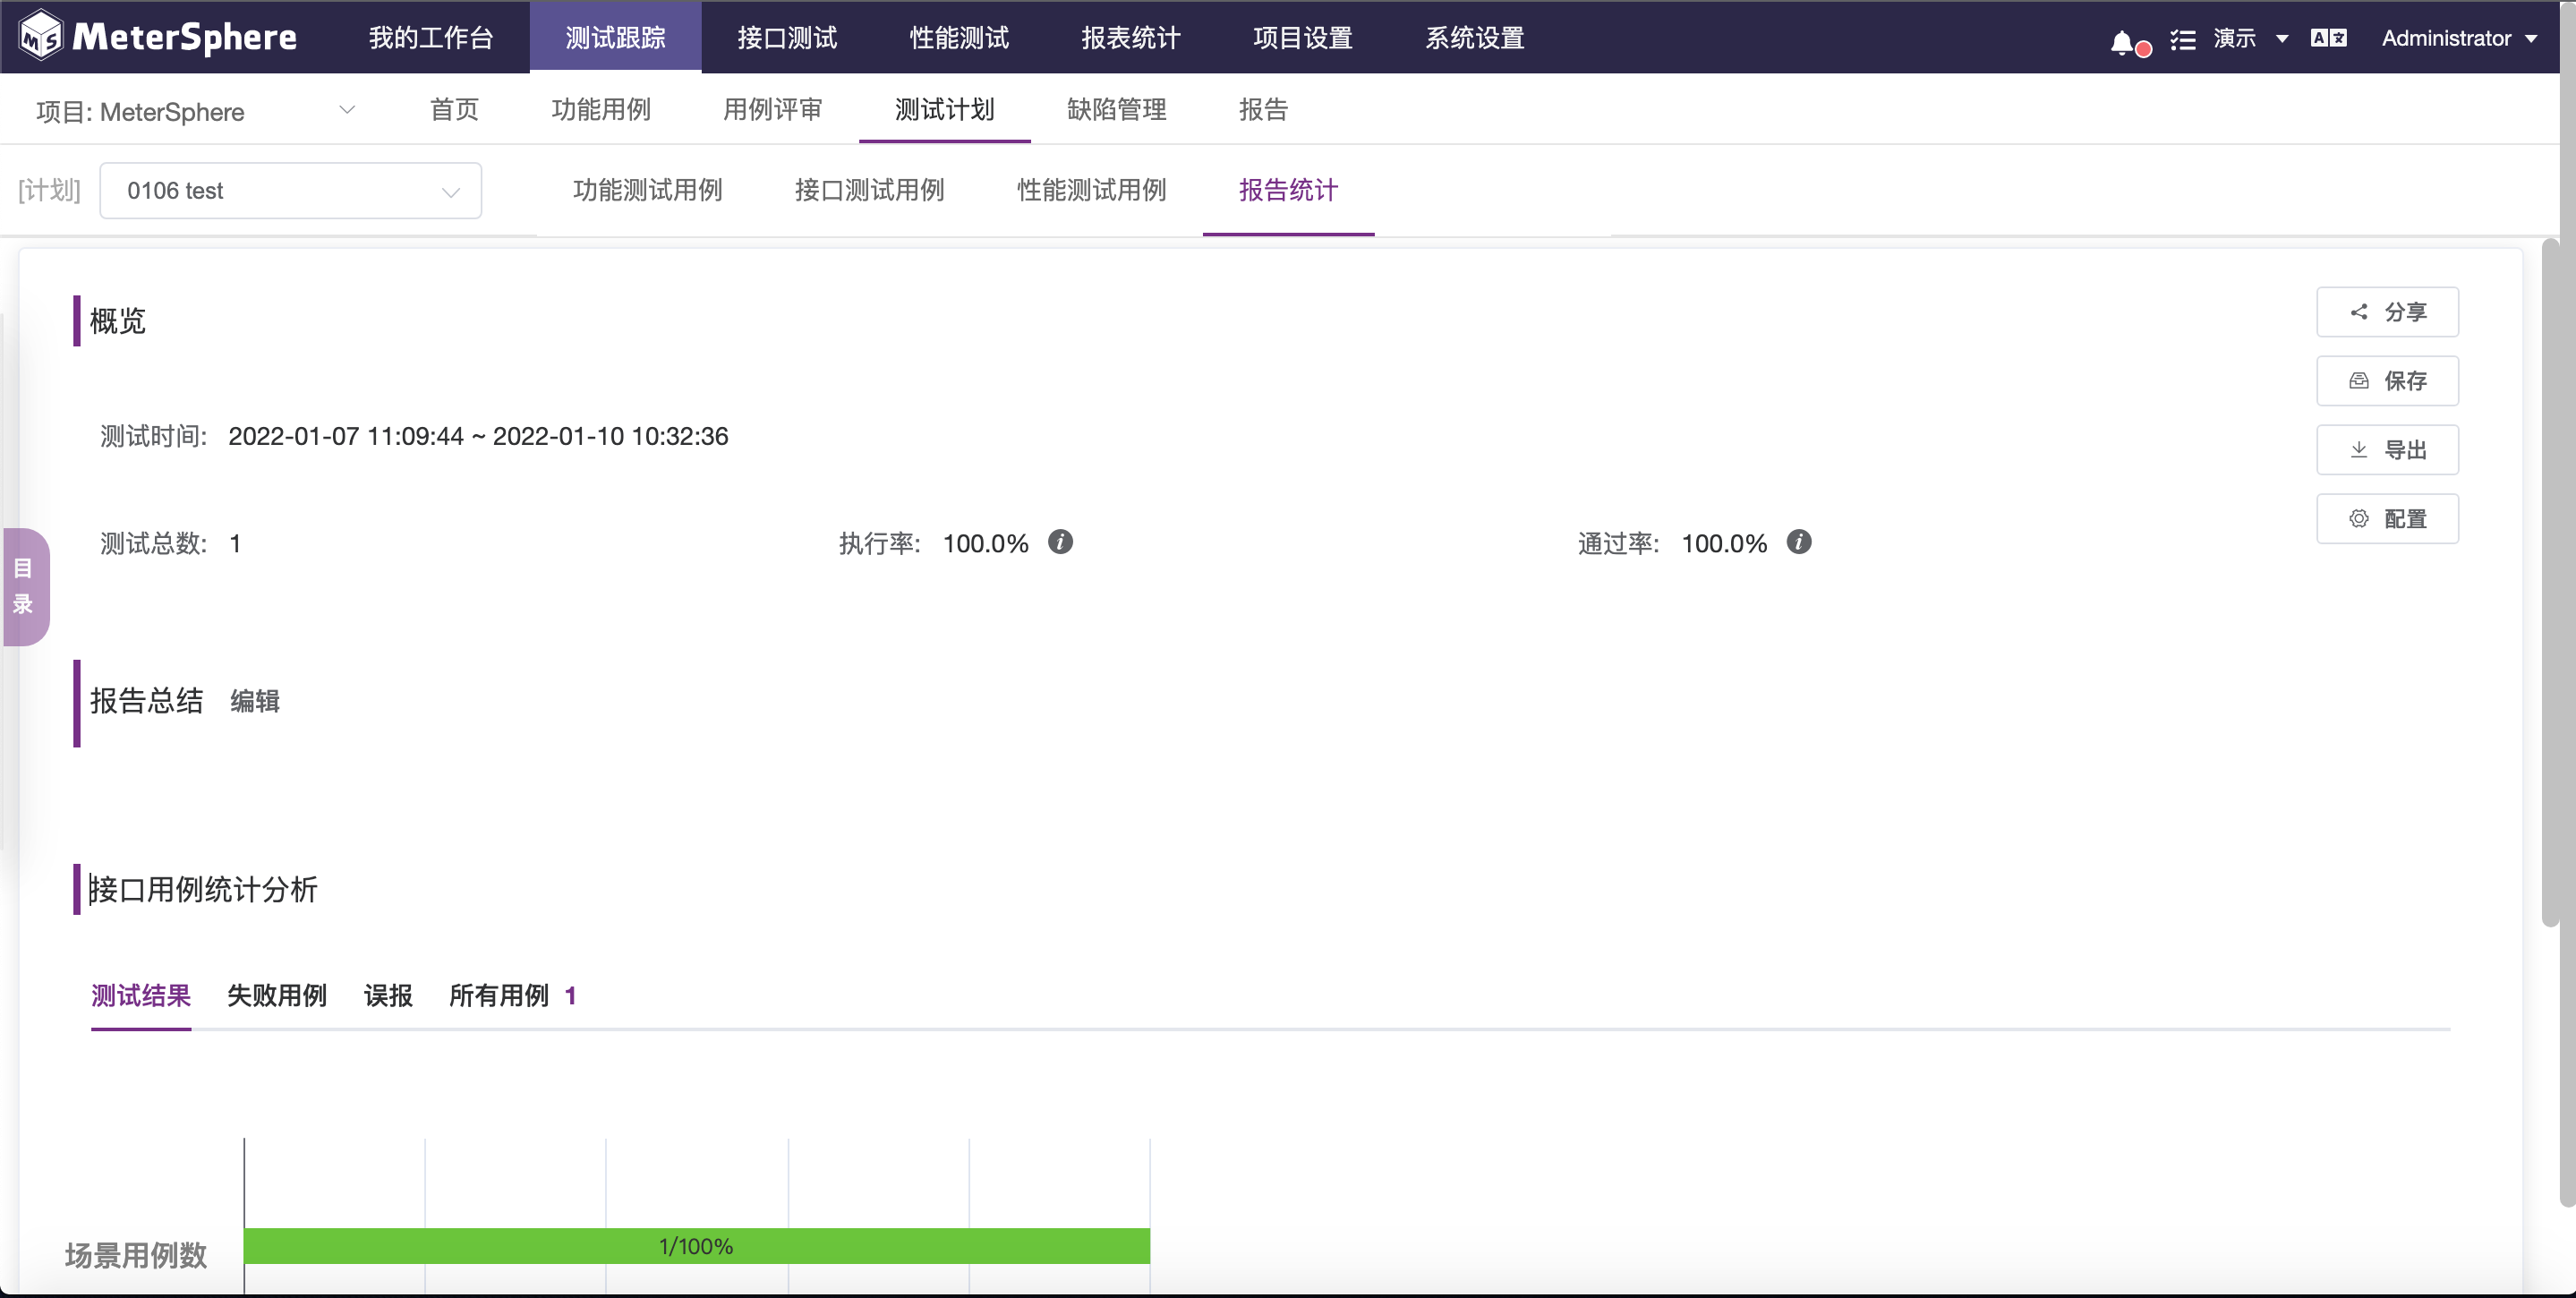 MeterSphere 我的工作台 测试跟踪 接口测试 性能测试 报表统计 项目设置 系统设置 演示 Administrator
项目: MeterSphere 首页 功能用例 用例评审 测试计划 缺陷管理 报告
[计划] 0106 test 功能测试用例 接口测试用例 性能测试用例 报告统计
概览
分享
保存
导出
配置
测试时间: 2022-01-07 11:09:44 ~ 2022-01-10 10:32:36
测试总数: 1 执行率: 100.0% 通过率: 100.0%
目
录
报告总结 编辑
接口用例统计分析
测试结果 失败用例 误报 所有用例 1
场景用例数 1/100%